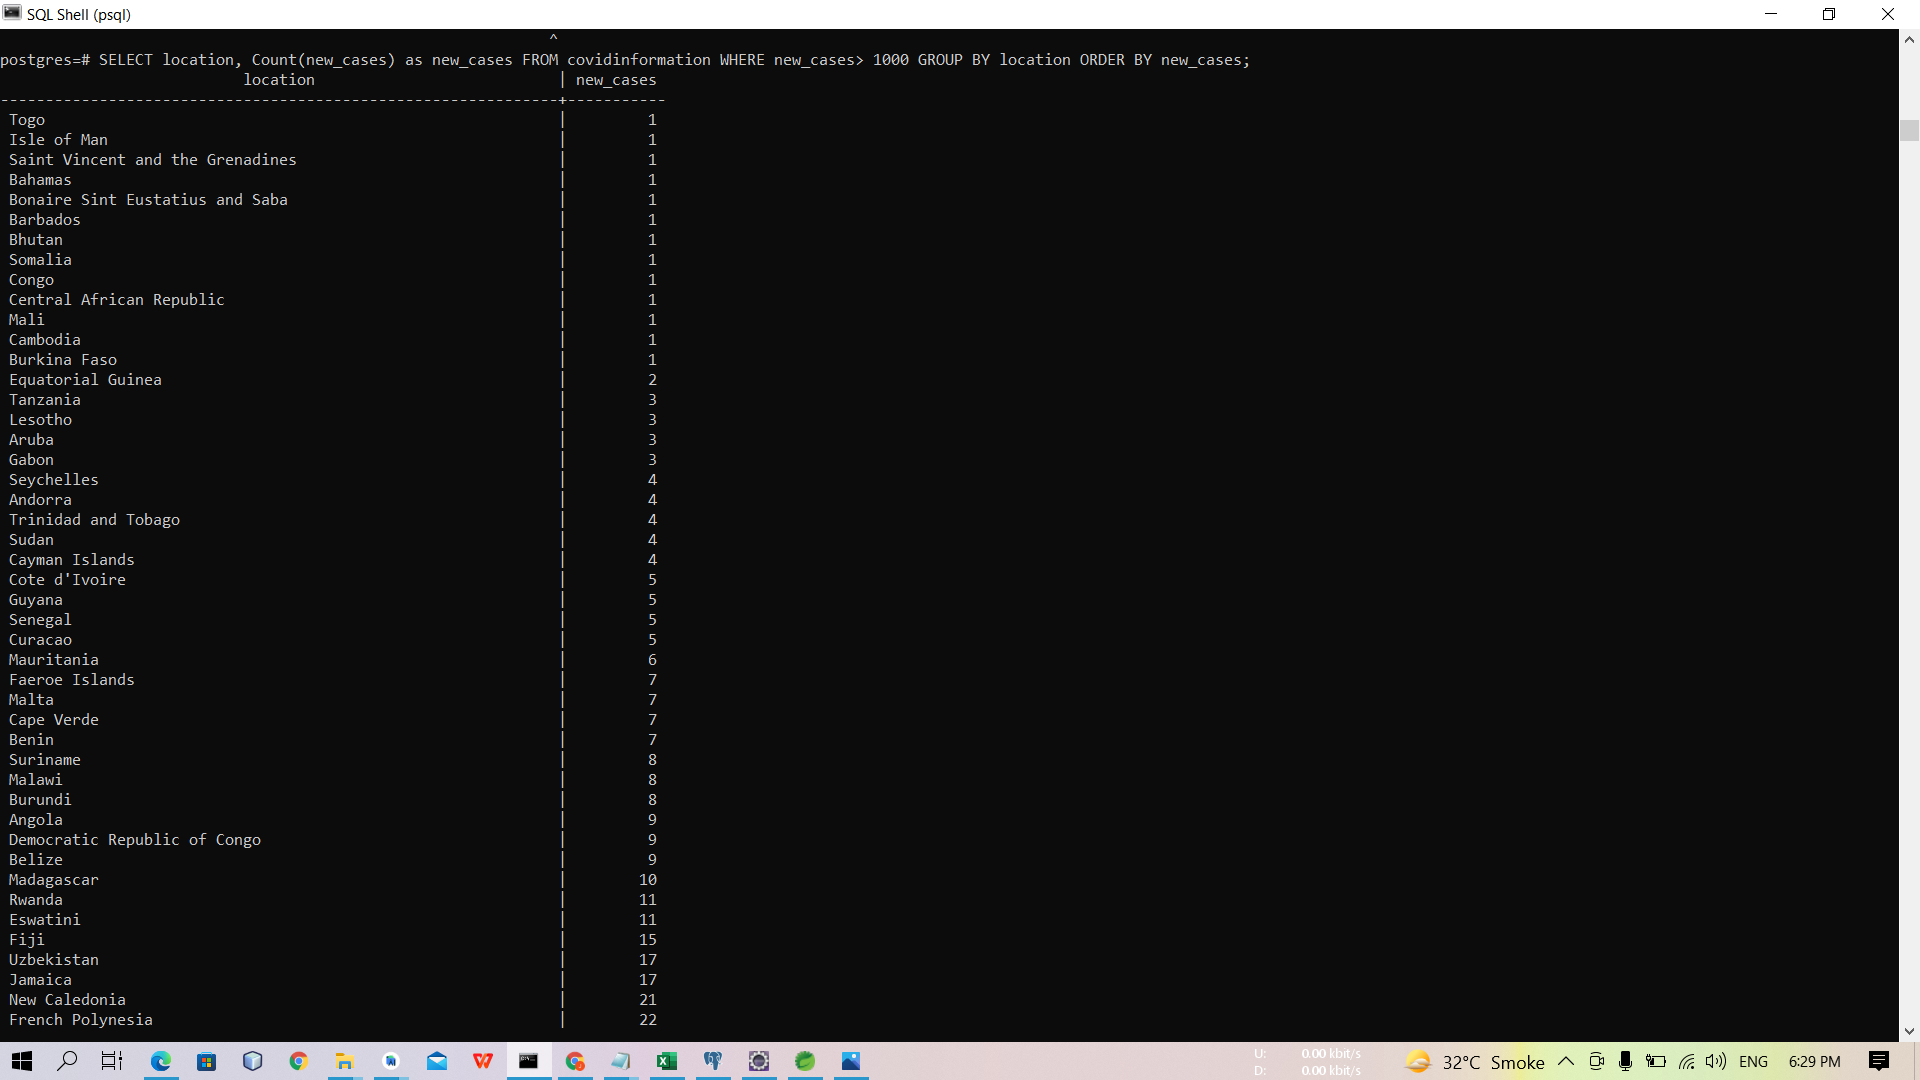 SQL Shell (psql)
^
postgres=# SELECT location, Count(new_cases) as new_cases FROM covidinformation WHERE new_cases> 1000 GROUP BY location ORDER BY new_cases;
location | new_cases
---------------------------------------------------------------+-----------
Togo | 1
Isle of Man | 1
Saint Vincent and the Grenadines | 1
Bahamas | 1
Bonaire Sint Eustatius and Saba | 1
Barbados | 1
Bhutan | 1
Somalia | 1
Congo | 1
Central African Republic | 1
Mali | 1
Cambodia | 1
Burkina Faso | 1
Equatorial Guinea | 2
Tanzania | 3
Lesotho | 3
Aruba | 3
Gabon | 3
Seychelles | 4
Andorra | 4
Trinidad and Tobago | 4
Sudan | 4
Cayman Islands | 4
Cote d'Ivoire | 5
Guyana | 5
Senegal | 5
Curacao | 5
Mauritania | 6
Faeroe Islands | 7
Malta | 7
Cape Verde | 7
Benin | 7
Suriname | 8
Malawi | 8
Burundi | 8
Angola | 9
Democratic Republic of Congo | 9
Belize | 9
Madagascar | 10
Rwanda | 11
Eswatini | 11
Fiji | 15
Uzbekistan | 17
Jamaica | 17
New Caledonia | 21
French Polynesia | 22
U: 0.00 kbit/s
D: 0.00 kbit/s
32°C Smoke ENG 6:29 PM